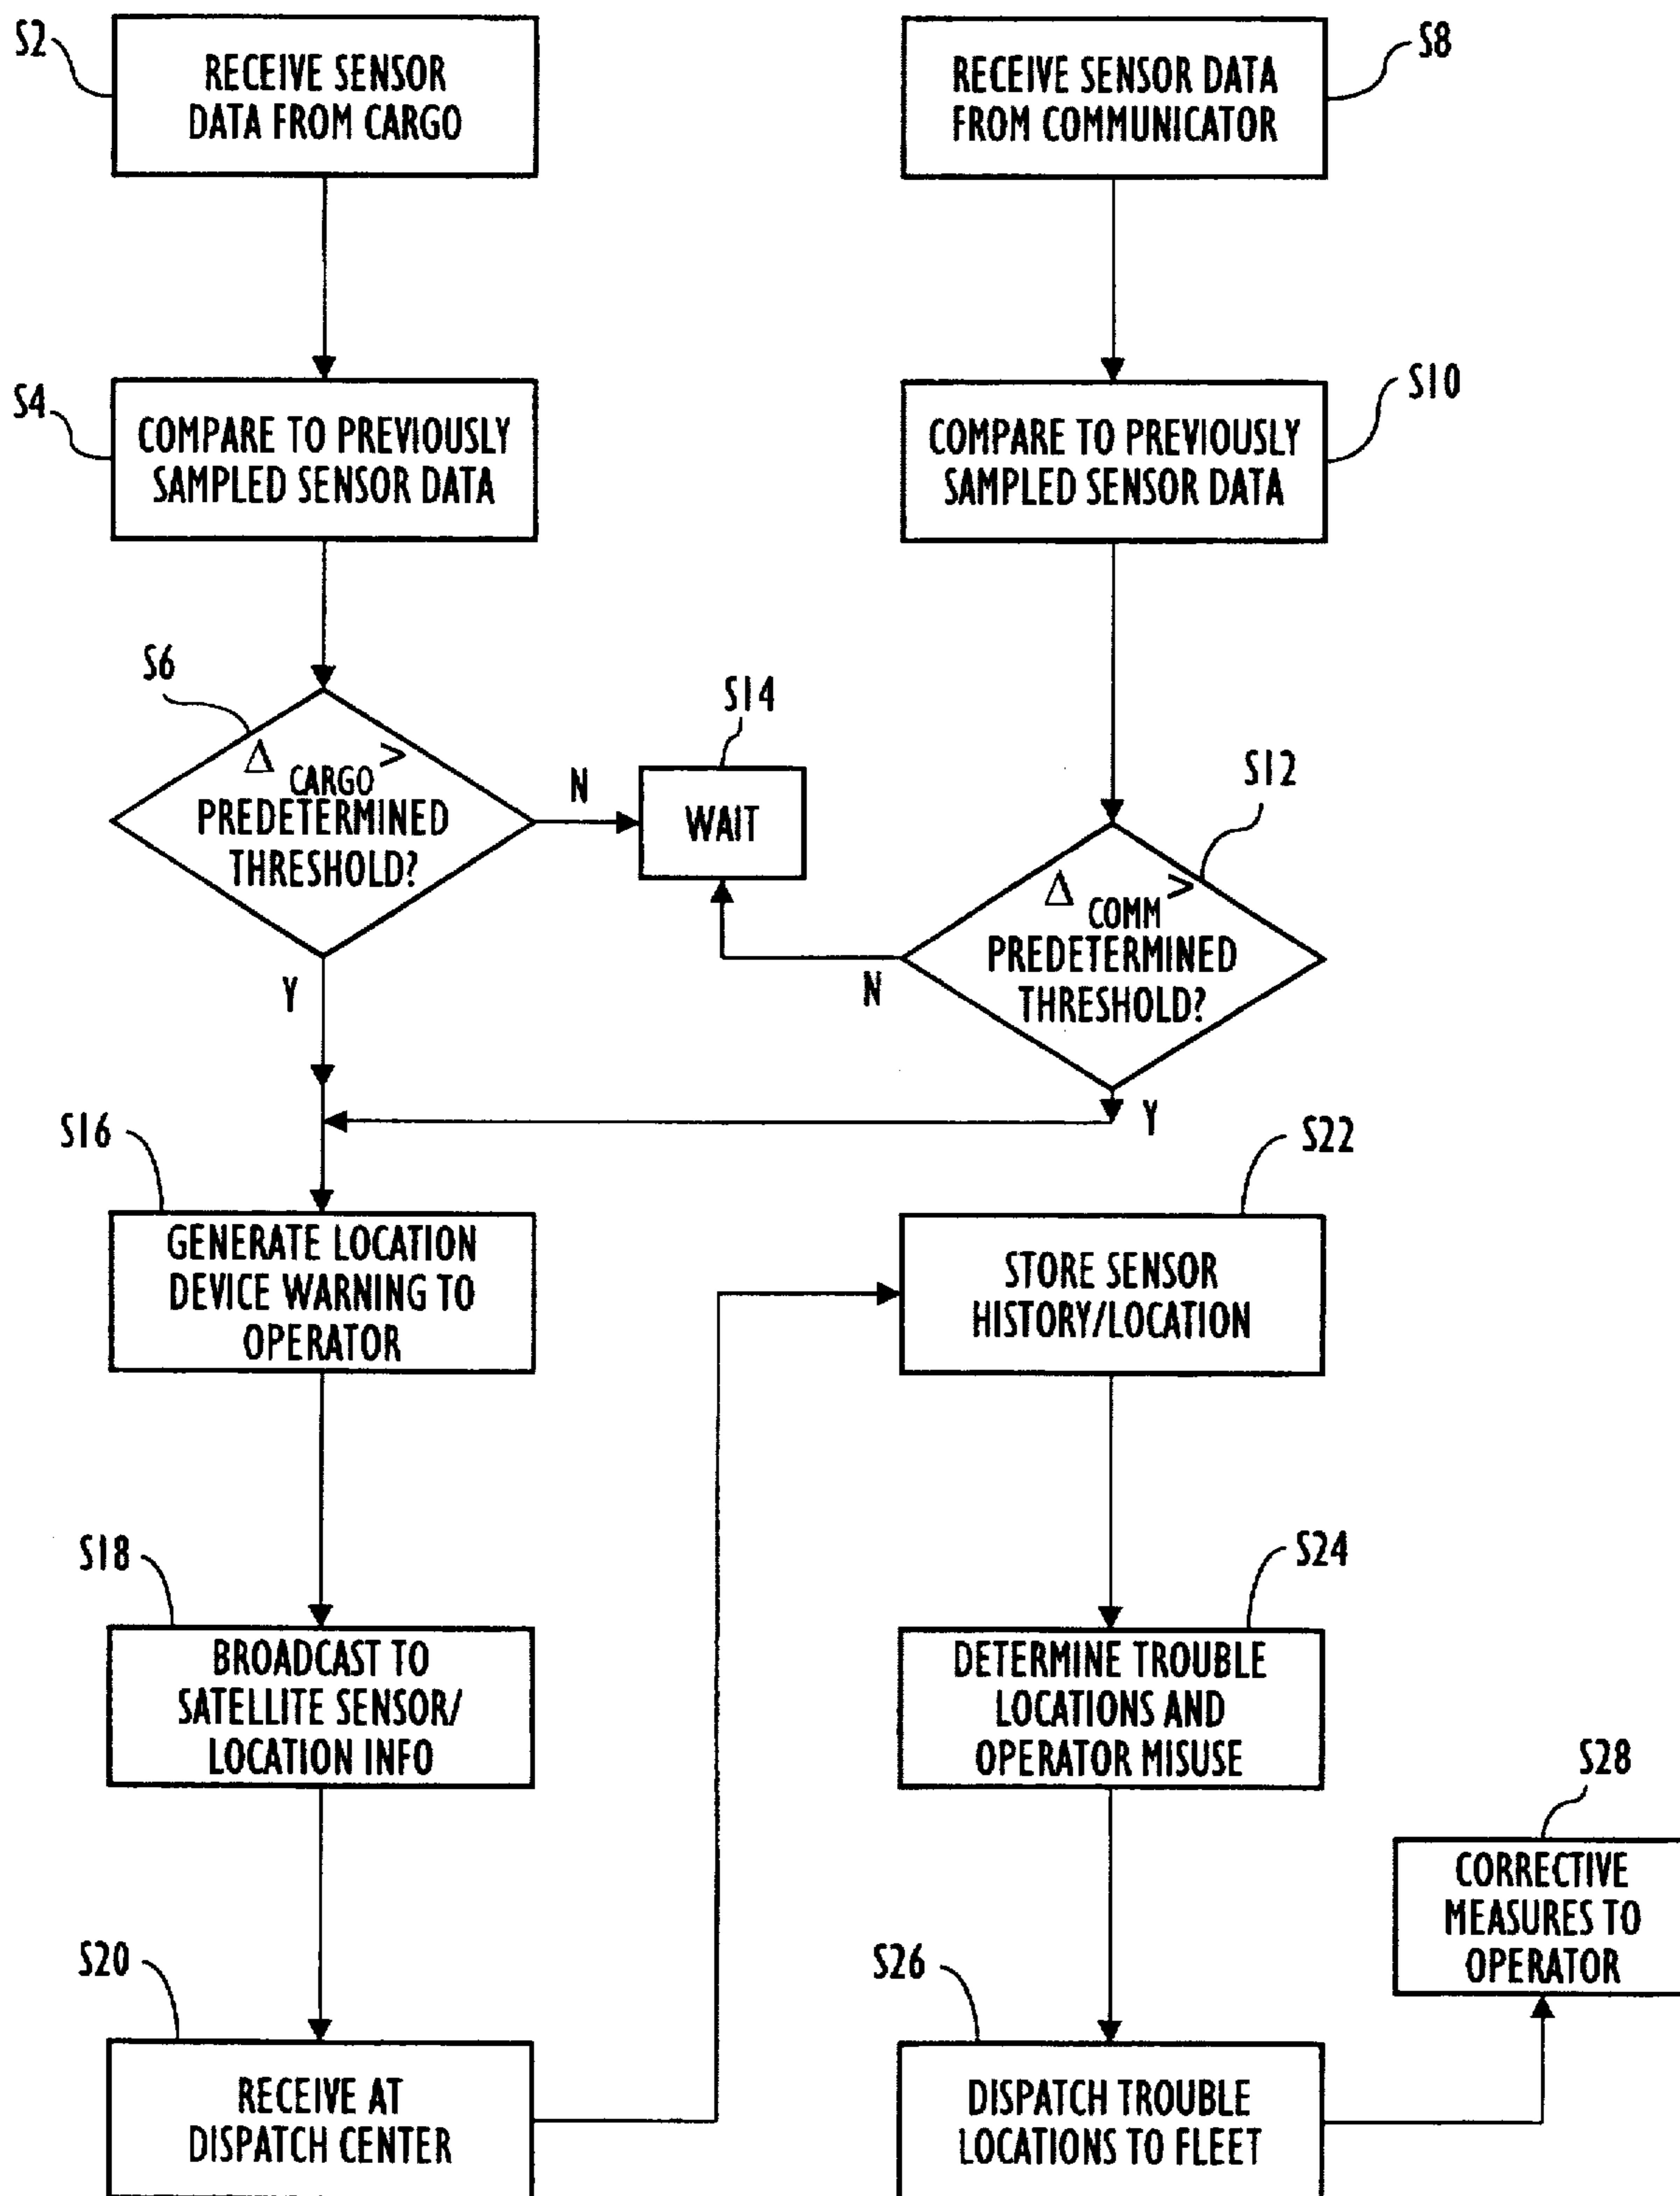 S2
RECEIVE SENSOR
DATA FROM CARGO
S8
RECEIVE SENSOR DATA
FROM COMMUNICATOR
S4
COMPARE TO PREVIOUSLY
SAMPLED SENSOR DATA
S10
COMPARE TO PREVIOUSLY
SAMPLED SENSOR DATA
S6
Δ CARGO >
PREDETERMINED
THRESHOLD?
N
Y
S14
WAIT
S12
Δ COMM >
PREDETERMINED
THRESHOLD?
N
Y
S16
GENERATE LOCATION
DEVICE WARNING TO
OPERATOR
S22
STORE SENSOR
HISTORY/LOCATION
S18
BROADCAST TO
SATELLITE SENSOR/
LOCATION INFO
S24
DETERMINE TROUBLE
LOCATIONS AND
OPERATOR MISUSE
S28
CORRECTIVE
MEASURES TO
OPERATOR
S20
RECEIVE AT
DISPATCH CENTER
S26
DISPATCH TROUBLE
LOCATIONS TO FLEET